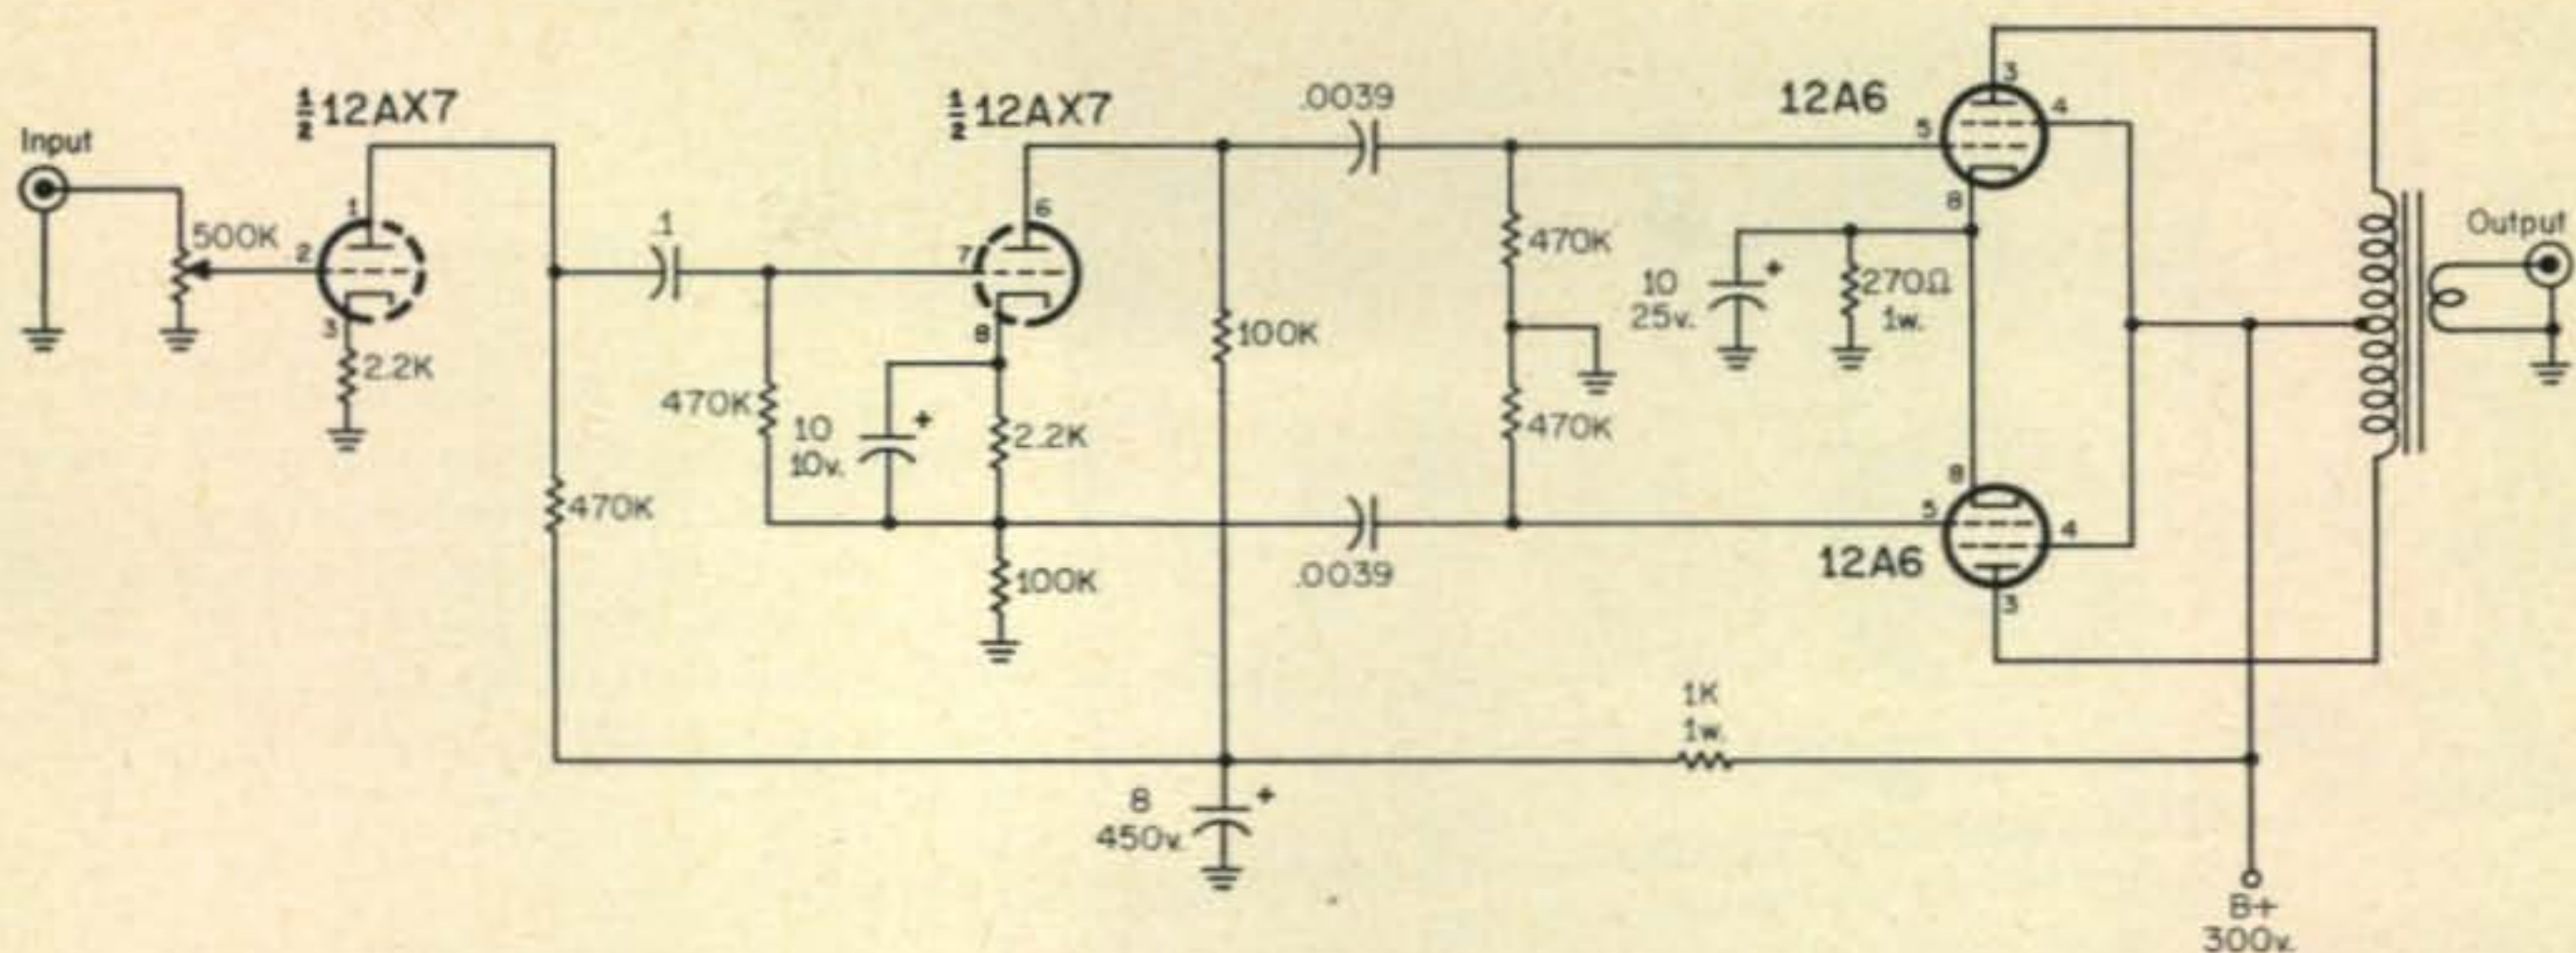 Input
500K
½12AX7
1
2
3
2.2K
.1
470K
470K
10
10v.
½12AX7
6
7
8
2.2K
100K
100K
.0039
.0039
470K
470K
10
25v.
270Ω
1w.
12A6
3
4
5
8
8
5
4
12A6
3
1K
1w.
8
450v.
Output
B+
300v.